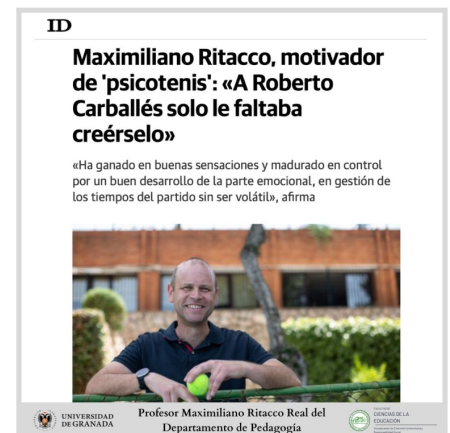 ID
Maximiliano Ritacco, motivador
de 'psicotenis': «A Roberto
Carballés solo le faltaba
creérselo»
«Ha ganado en buenas sensaciones y madurado en control
por un buen desarrollo de la parte emocional, en gestión de
los tiempos del partido sin ser volátil», afirma
UNIVERSIDAD
DE GRANADA
Profesor Maximiliano Ritacco Real del
Departamento de Pedagogía
FACULTAD DE
CIENCIAS DE LA
EDUCACIÓN